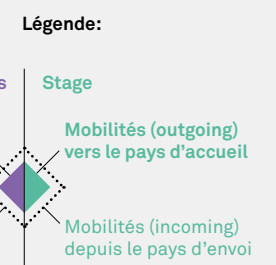 Légende:
s Stage
Mobilités (outgoing)
vers le pays d'accueil
Mobilités (incoming)
depuis le pays d'envoi